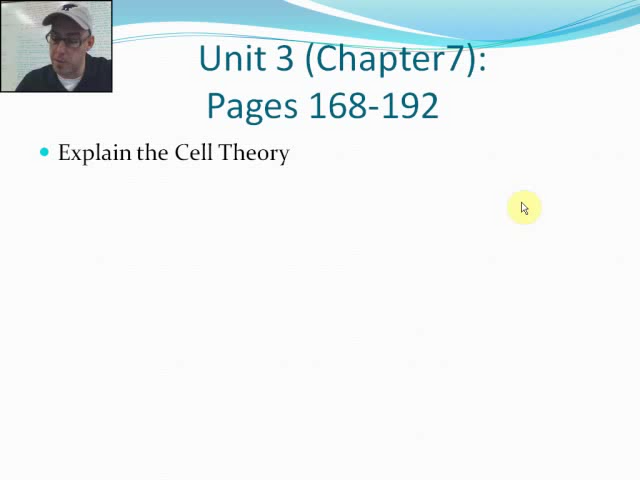 Unit 3 (Chapter7):
Pages 168-192
Explain the Cell Theory